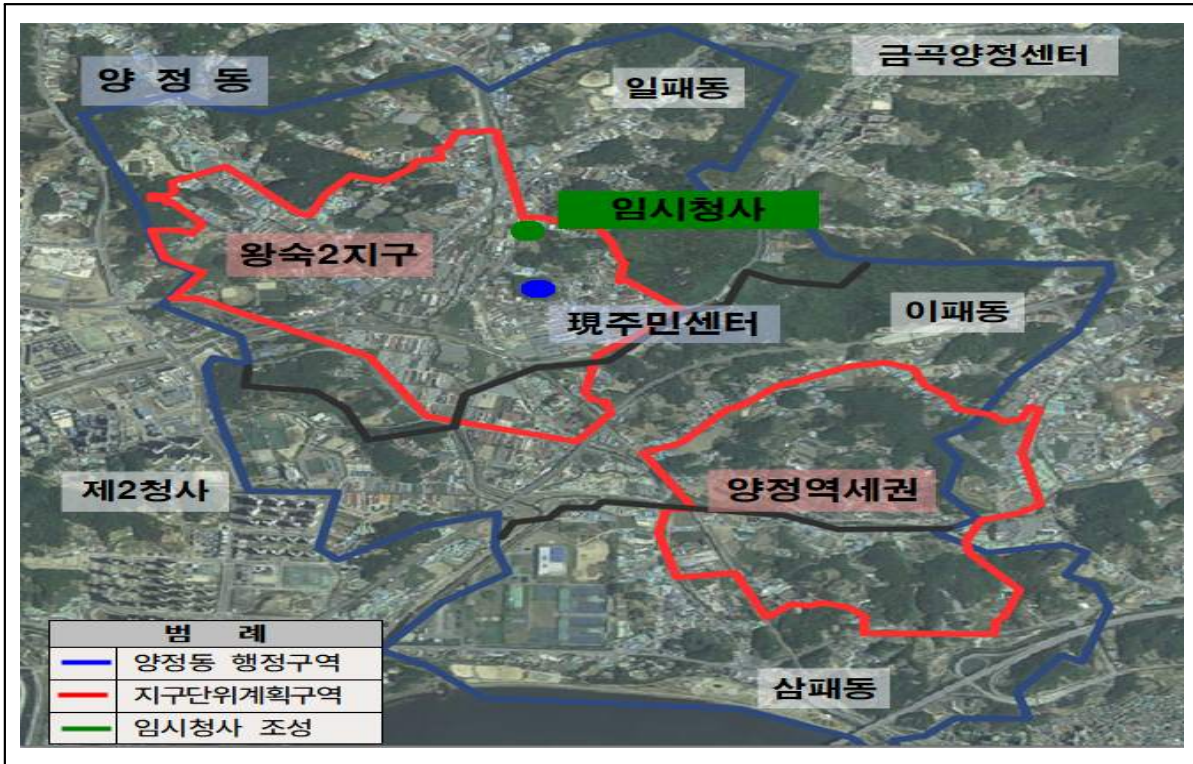 금곡양정센터
양 정 동
일패동
임시청사
왕숙2지구
現주민센터
이패동
제2청사
양정역세권
삼패동
범 례
양정동 행정구역
지구단위계획구역
임시청사 조성